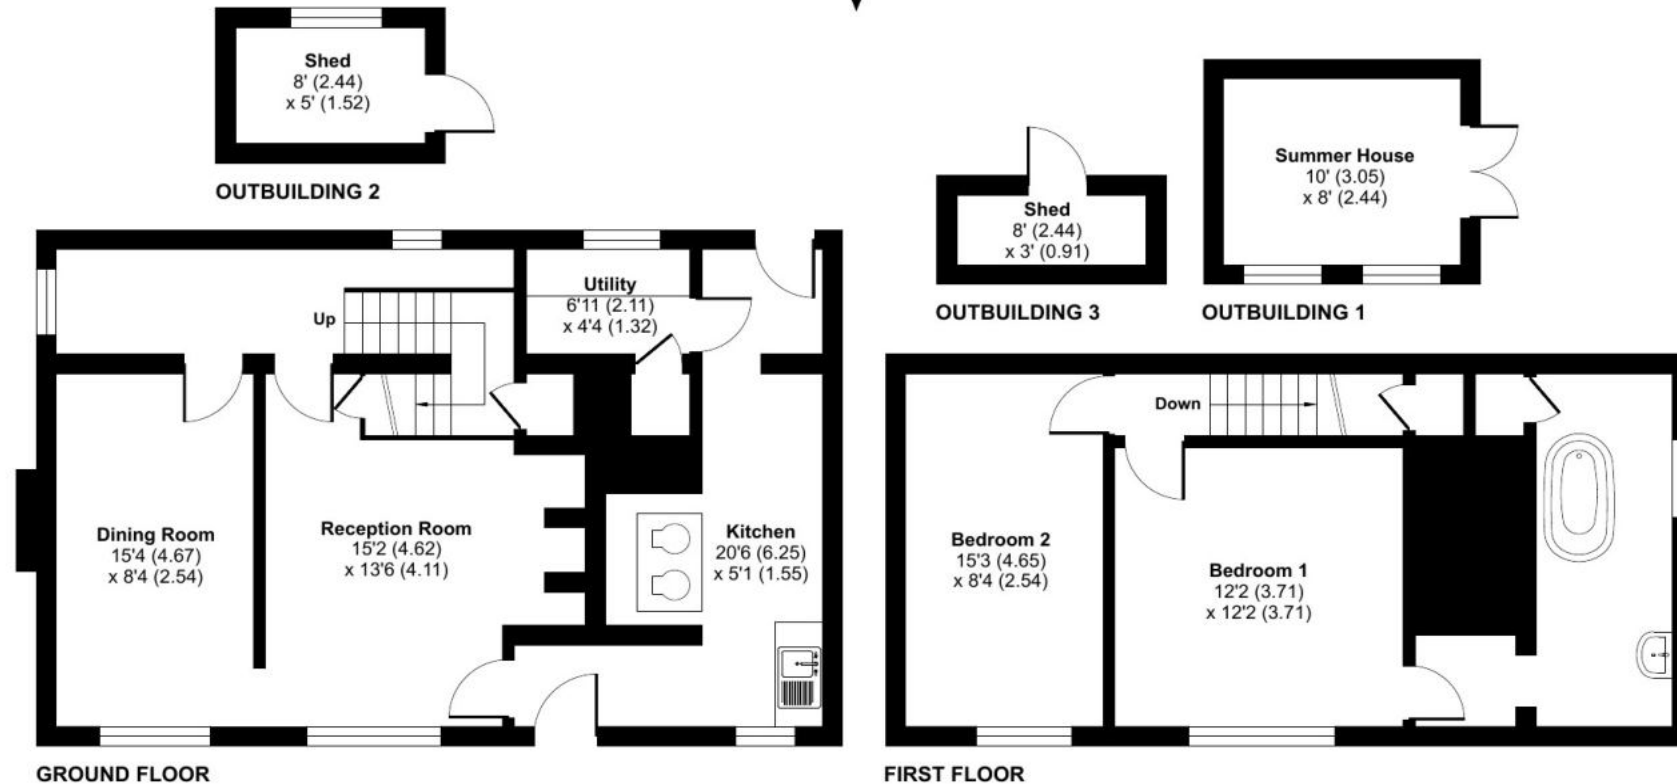 Shed
8' (2.44)
x 5' (1.52)
OUTBUILDING 2
Shed
8' (2.44)
x 3' (0.91)
OUTBUILDING 3
Summer House
10' (3.05)
x 8' (2.44)
OUTBUILDING 1
Up
Utility
6'11 (2.11)
x 4'4 (1.32)
Dining Room
15'4 (4.67)
x 8'4 (2.54)
Reception Room
15'2 (4.62)
x 13'6 (4.11)
Kitchen
20'6 (6.25)
x 5'1 (1.55)
GROUND FLOOR
Down
Bedroom 2
15'3 (4.65)
x 8'4 (2.54)
Bedroom 1
12'2 (3.71)
x 12'2 (3.71)
FIRST FLOOR